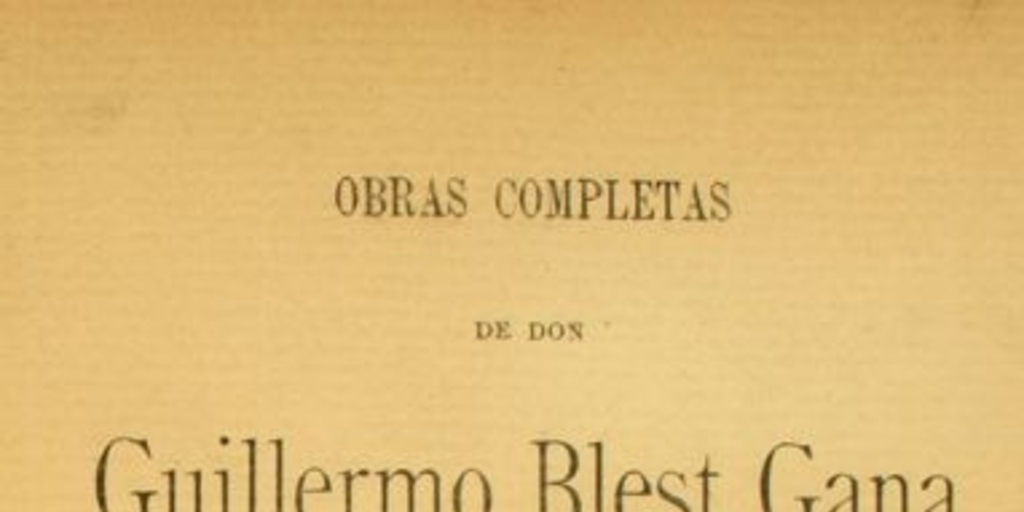 OBRAS COMPLETAS
DE DON
Guillermo Blest Gana